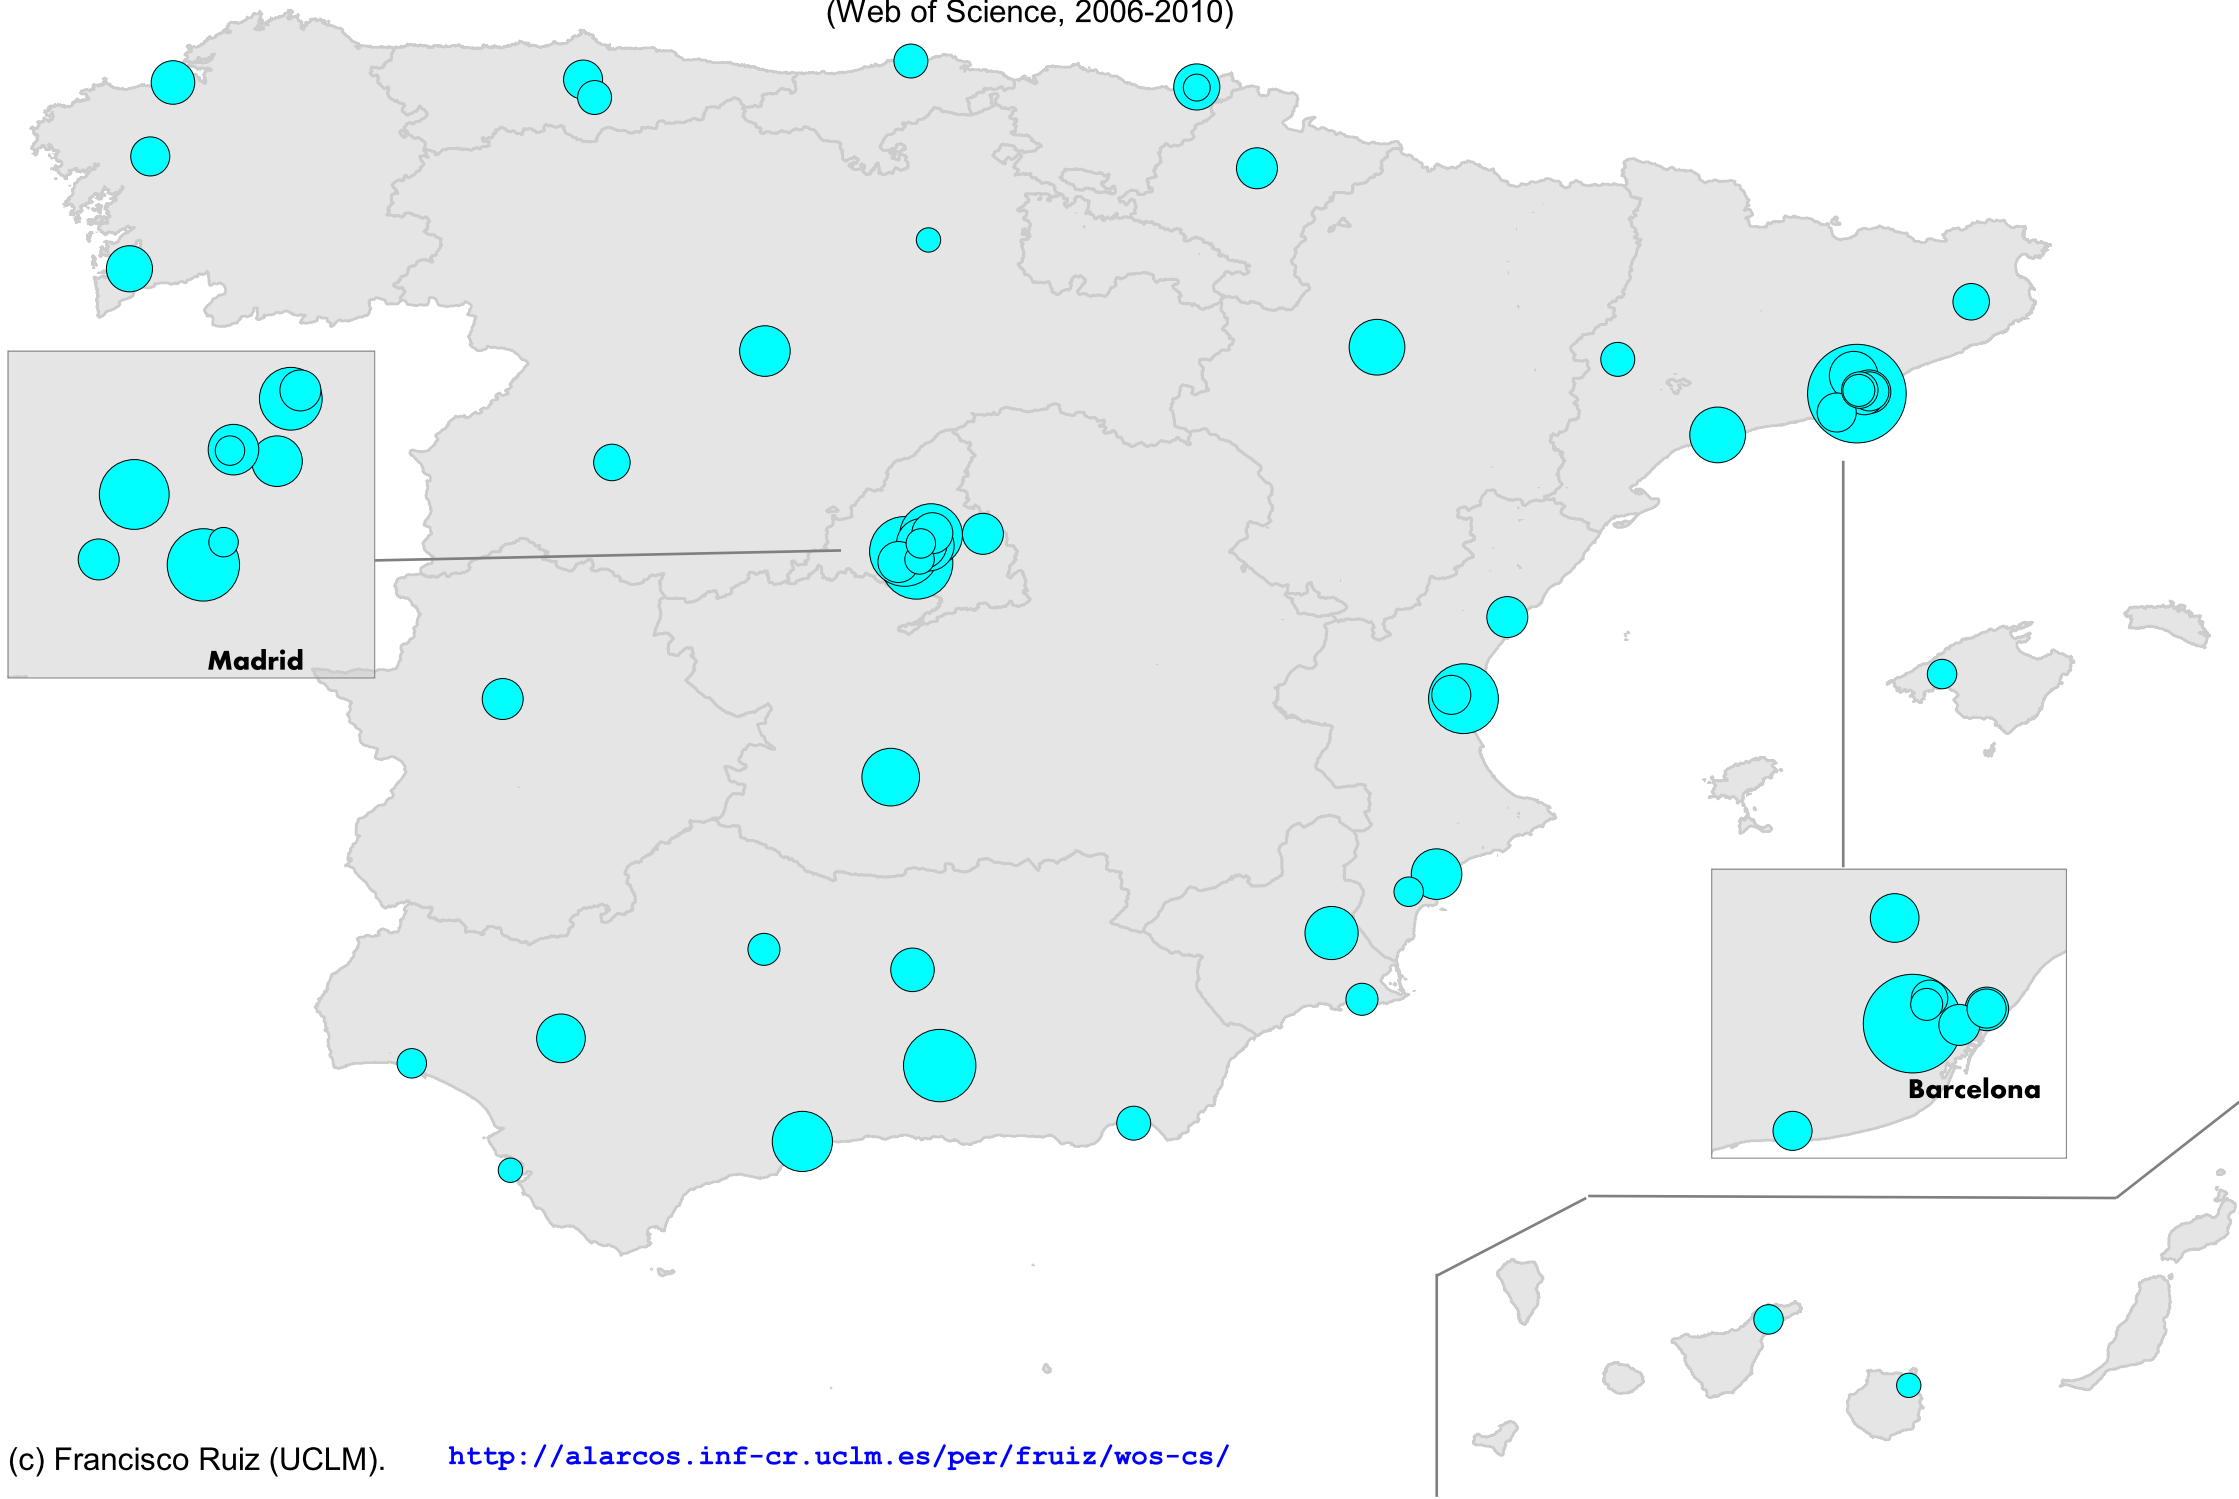 (Web of Science, 2006-2010)
Madrid
Barcelona
(c) Francisco Ruiz (UCLM). http://alarcos.inf-cr.uclm.es/per/fruiz/wos-cs/